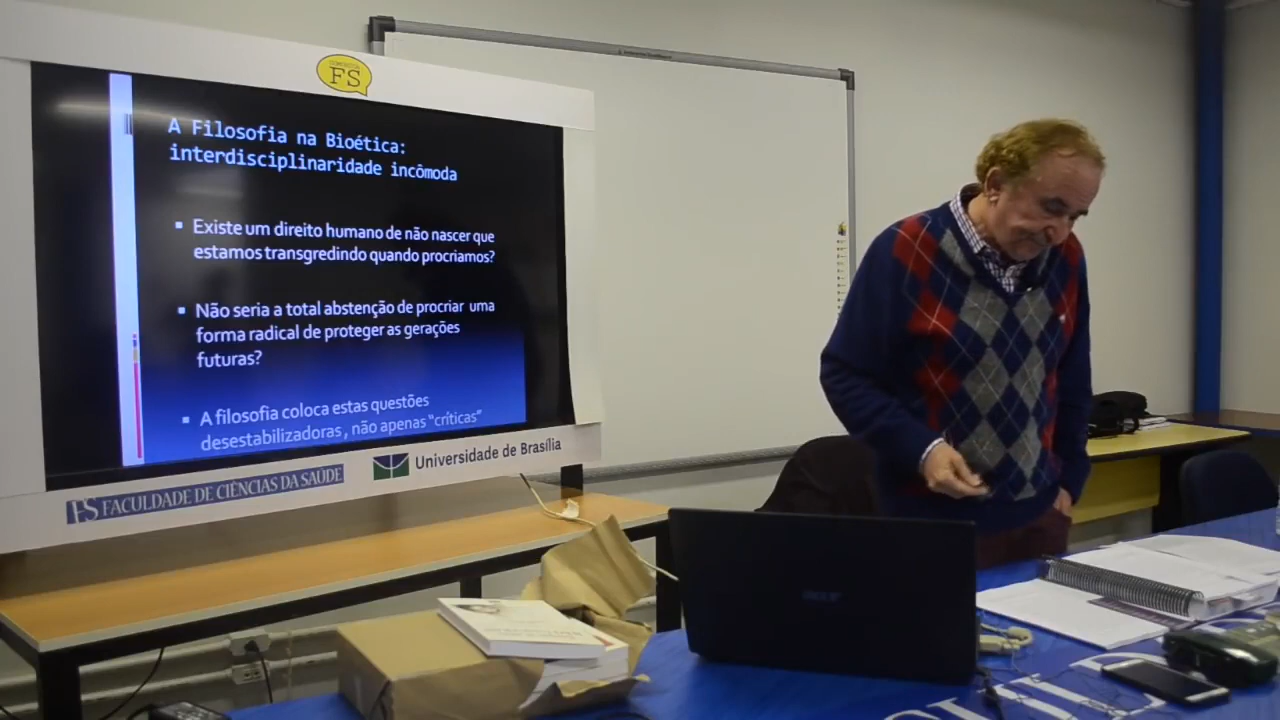 FS
A Filosofia na Bioética:
interdisciplinaridade incômoda
Existe um direito humano de não nascer que
estamos transgredindo quando procriamos?
Não seria a total abstenção de procriar uma
forma radical de proteger as gerações
futuras?
A filosofia coloca estas questões
desestabilizadoras, não apenas "críticas"
FS FACULDADE DE CIÊNCIAS DA SAÚDE
Universidade de Brasília
acer